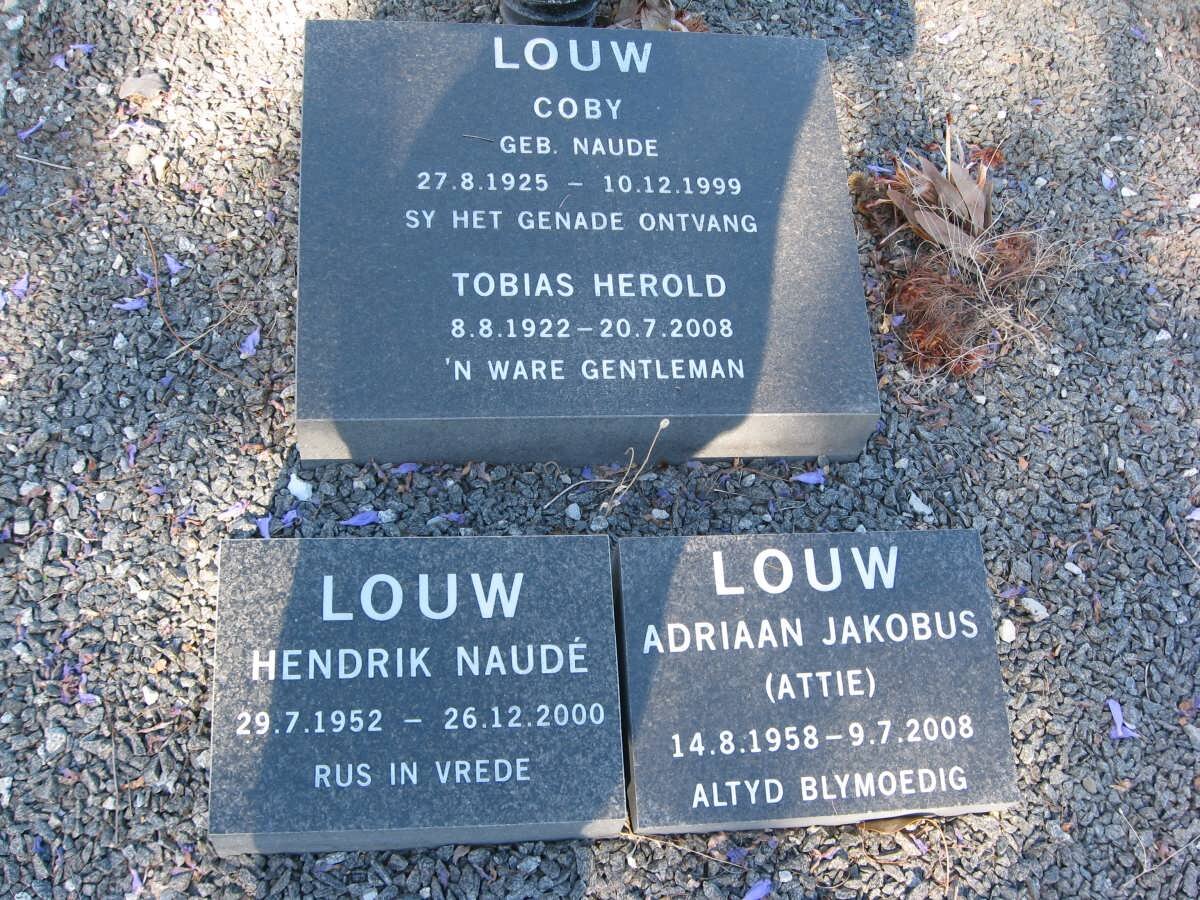 LOUW
COBY
GEB. NAUDE
27.8.1925 – 10.12.1999
SY HET GENADE ONTVANG
TOBIAS HEROLD
8.8.1922 – 20.7.2008
'N WARE GENTLEMAN
LOUW
HENDRIK NAUDÉ
29.7.1952 – 26.12.2000
RUS IN VREDE
LOUW
ADRIAAN JAKOBUS
(ATTIE)
14.8.1958 – 9.7.2008
ALTYD BLYMOEDIG